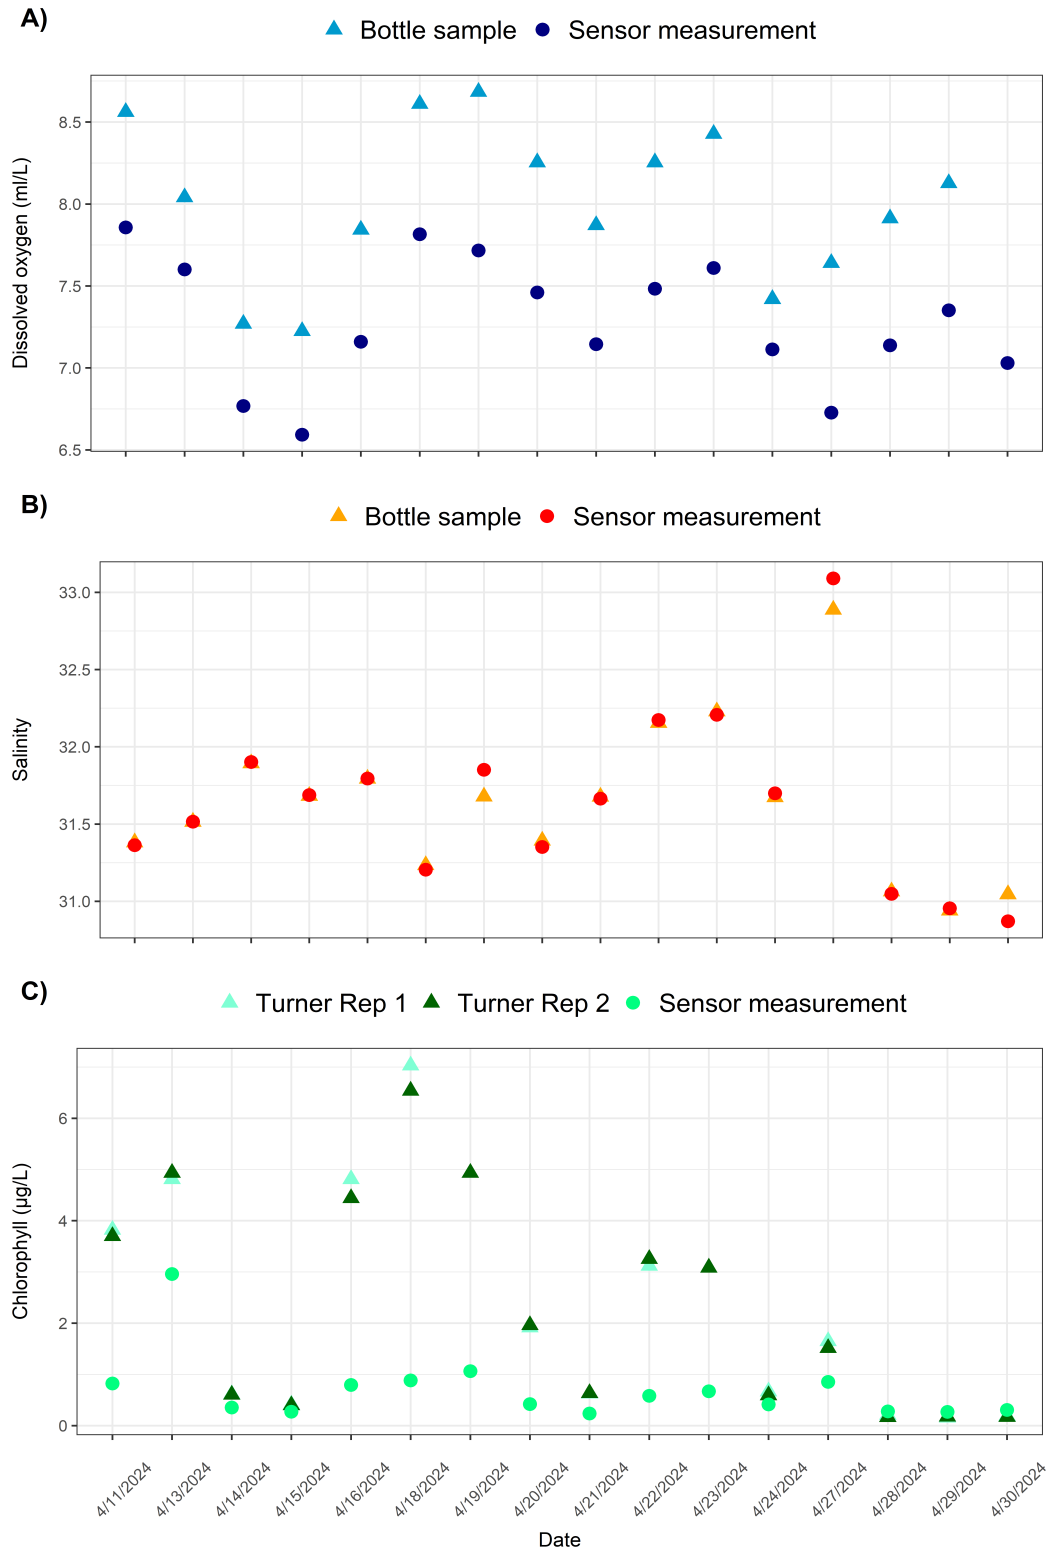 A)
Bottle sample Sensor measurement
Dissolved oxygen (ml/L)
8.5
8.0
7.5
7.0
6.5
B)
Bottle sample Sensor measurement
Salinity
33.0
32.5
32.0
31.5
31.0
C)
Turner Rep 1 Turner Rep 2 Sensor measurement
Chlorophyll (µg/L)
6
4
2
0
4/11/2024 4/13/2024 4/14/2024 4/15/2024 4/16/2024 4/18/2024 4/19/2024 4/20/2024 4/21/2024 4/22/2024 4/23/2024 4/24/2024 4/27/2024 4/28/2024 4/29/2024 4/30/2024
Date